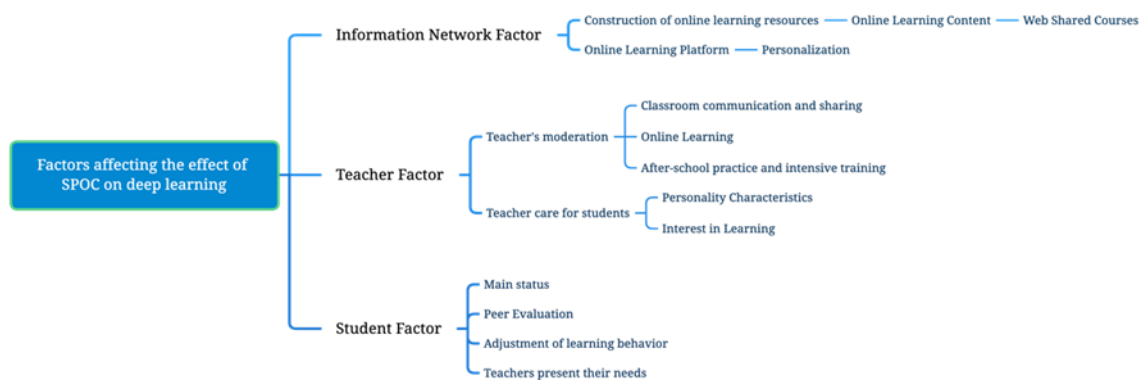 Factors affecting the effect of
SPOC on deep learning
Information Network Factor
Construction of online learning resources
Online Learning Content
Web Shared Courses
Online Learning Platform
Personalization
Teacher Factor
Teacher's moderation
Classroom communication and sharing
Online Learning
After-school practice and intensive training
Teacher care for students
Personality Characteristics
Interest in Learning
Student Factor
Main status
Peer Evaluation
Adjustment of learning behavior
Teachers present their needs